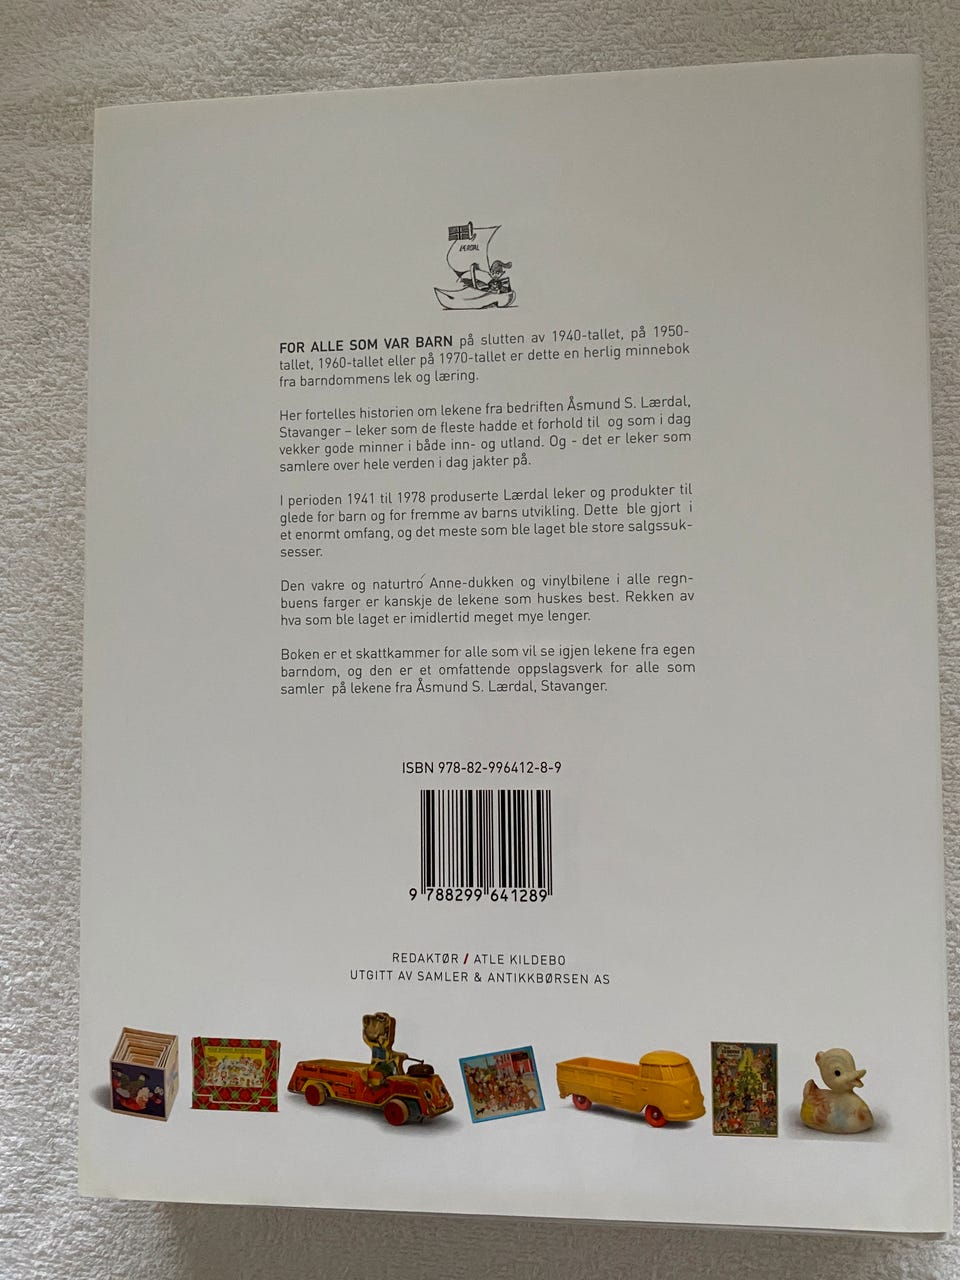 LÆRDAL
FOR ALLE SOM VAR BARN på slutten av 1940-tallet, på 1950-
tallet, 1960-tallet eller på 1970-tallet er dette en herlig minnebok
fra barndommens lek og læring.
Her fortelles historien om lekene fra bedriften Åsmund S. Lærdal,
Stavanger – leker som de fleste hadde et forhold til og som i dag
vekker gode minner i både inn- og utland. Og - det er leker som
samlere over hele verden i dag jakter på.
I perioden 1941 til 1978 produserte Lærdal leker og produkter til
glede for barn og for fremme av barns utvikling. Dette ble gjort i
et enormt omfang, og det meste som ble laget ble store salgssuk-
sesser.
Den vakre og naturtro ́ Anne-dukken og vinylbilene i alle regn-
buens farger er kanskje de lekene som huskes best. Rekken av
hva som ble laget er imidlertid meget mye lenger.
Boken er et skattkammer for alle som vil se igjen lekene fra egen
barndom, og den er et omfattende oppslagsverk for alle som
samler på lekene fra Åsmund S. Lærdal, Stavanger.
ISBN 978-82-996412-8-9
9 788299 641289
REDAKTØR / ATLE KILDEBO
UTGITT AV SAMLER & ANTIKKBØRSEN AS